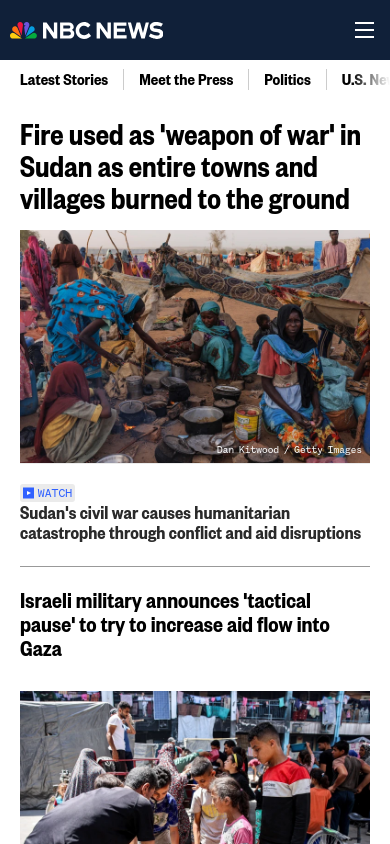 NBC NEWS
Latest Stories
Meet the Press
Politics
U.S.
Fire used as 'weapon of war' in
Sudan as entire towns and
villages burned to the ground
Dan Kitwood / Getty Images
WATCH
Sudan's civil war causes humanitarian
catastrophe through conflict and aid disruptions
Israeli military announces 'tactical
pause' to try to increase aid flow into
Gaza